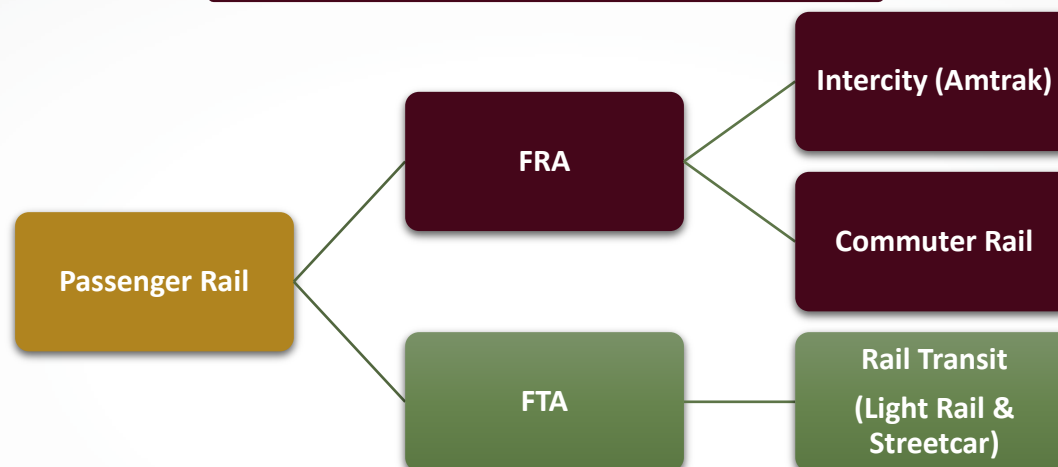 Intercity (Amtrak)
FRA
Commuter Rail
Passenger Rail
FTA
Rail Transit
(Light Rail &
Streetcar)